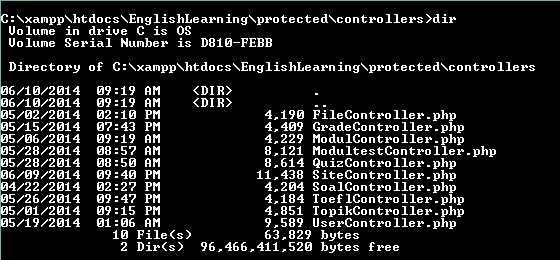 C:\xampp\htdocs\EnglishLearning\protected\controllers>dir
Volume in drive C is OS
Volume Serial Number is D810-FEBB
Directory of C:\xampp\htdocs\EnglishLearning\protected\controllers
06/10/2014 09:19 AM <DIR> .
06/10/2014 09:19 AM <DIR> ..
05/02/2014 02:10 PM 4,190 FileController.php
05/15/2014 07:43 PM 4,409 GradeController.php
05/06/2014 09:19 AM 4,229 ModulController.php
05/28/2014 08:57 AM 8,121 ModultestController.php
05/28/2014 08:50 AM 8,614 QuizController.php
06/09/2014 09:40 PM 11,438 SiteController.php
04/22/2014 02:27 PM 4,204 SoalController.php
05/26/2014 09:47 PM 4,184 ToeflController.php
05/01/2014 09:15 PM 4,851 TopikController.php
05/19/2014 01:06 AM 9,589 UserController.php
10 File(s) 63,829 bytes
2 Dir(s) 96,466,411,520 bytes free